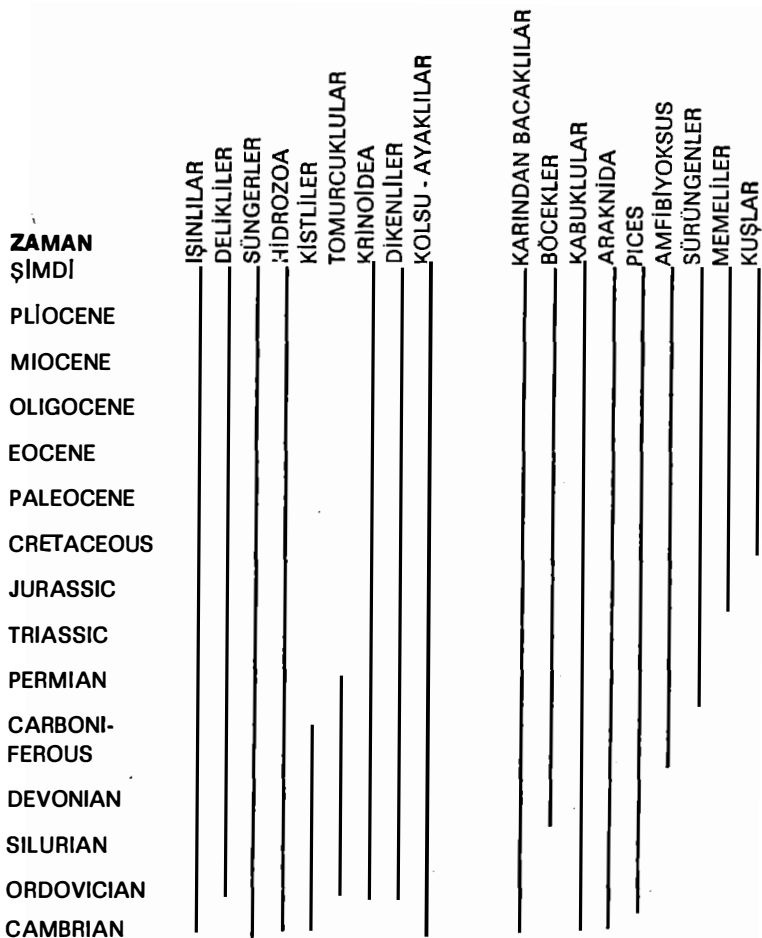 IŞINLILAR
DELİKLİLER
SÜNGERLER
HİDROZOA
KİSTLİLER
TOMURCUKLULAR
KRİNOİDEA
DİKENLİLER
KOLSU - AYAKLILAR
KARINDAN BACAKLILAR
BÖCEKLER
KABUKLULAR
ARAKNİDA
PICES
AMFİBİYOKSUS
SÜRÜNGENLER
MEMELİLER
KUŞLAR
ZAMAN
ŞİMDİ
PLİOCENE
MIOCENE
OLIGOCENE
EOCENE
PALEOCENE
CRETACEOUS
JURASSIC
TRIASSIC
PERMIAN
CARBONI-
FEROUS
DEVONIAN
SILURIAN
ORDOVICIAN
CAMBRIAN